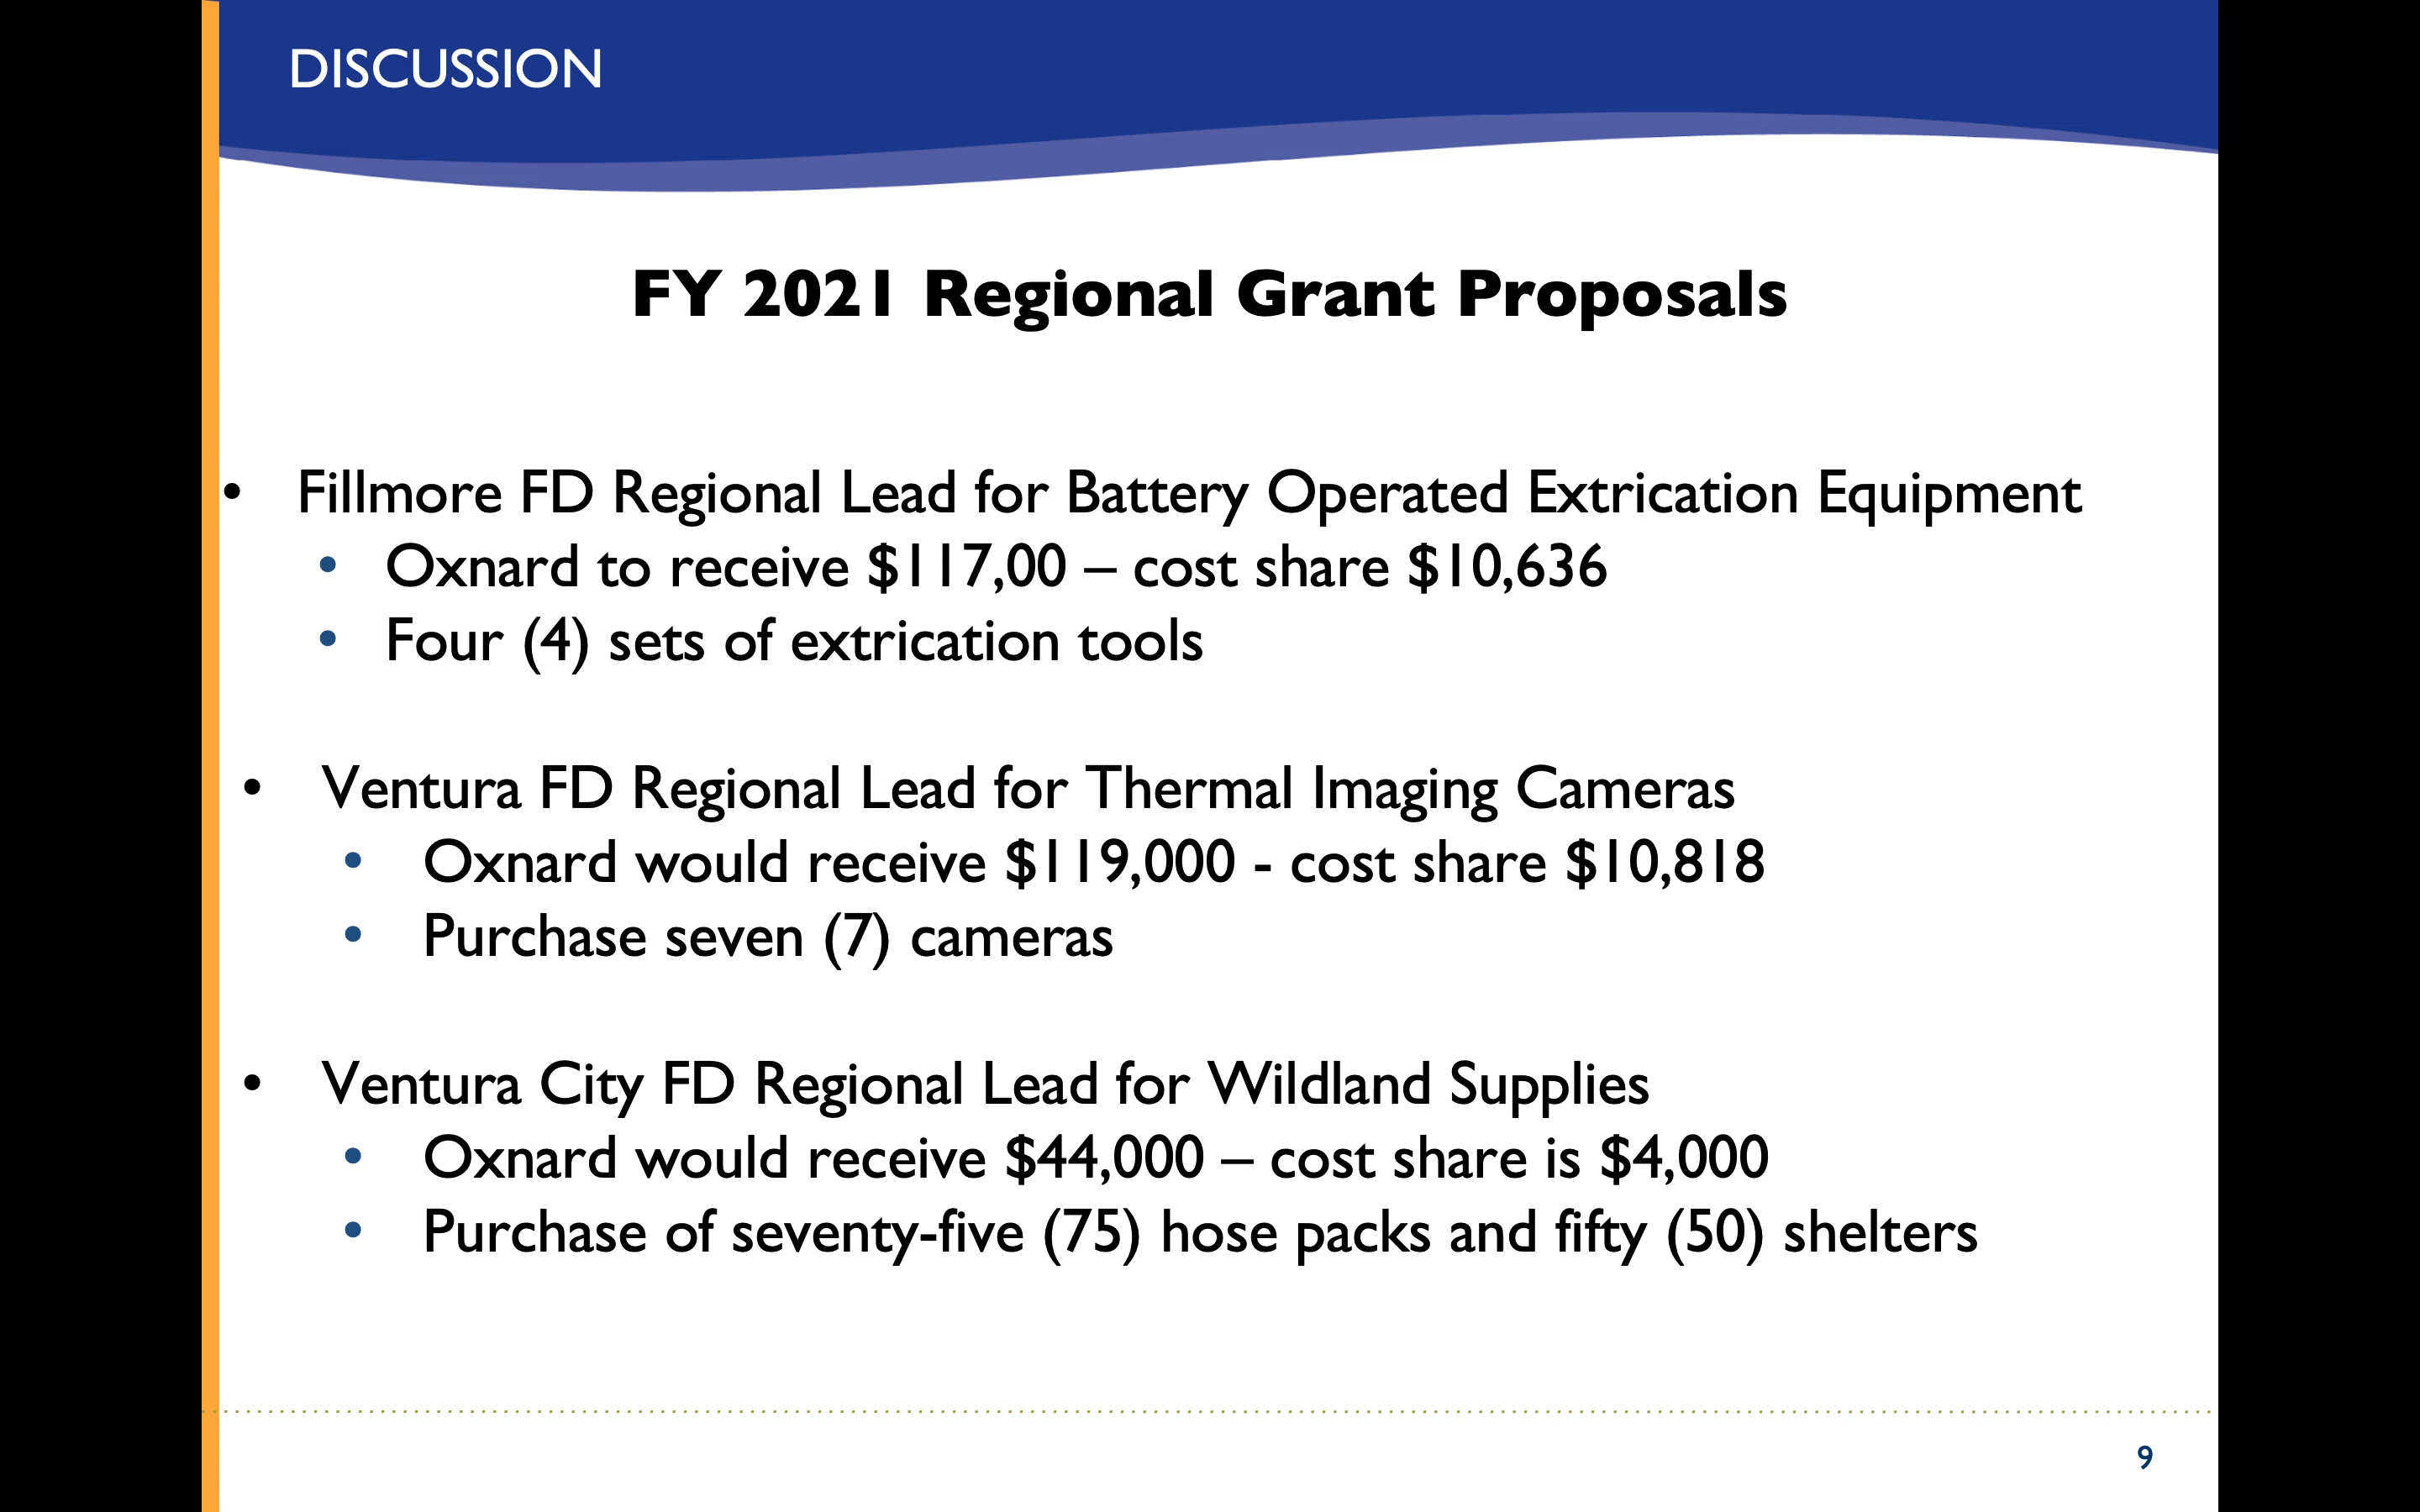 DISCUSSION
FY 2021 Regional Grant Proposals
• Fillmore FD Regional Lead for Battery Operated Extrication Equipment
• Oxnard to receive $117,00 – cost share $10,636
• Four (4) sets of extrication tools
• Ventura FD Regional Lead for Thermal Imaging Cameras
• Oxnard would receive $119,000 - cost share $10,818
• Purchase seven (7) cameras
• Ventura City FD Regional Lead for Wildland Supplies
• Oxnard would receive $44,000 – cost share is $4,000
• Purchase of seventy-five (75) hose packs and fifty (50) shelters
9